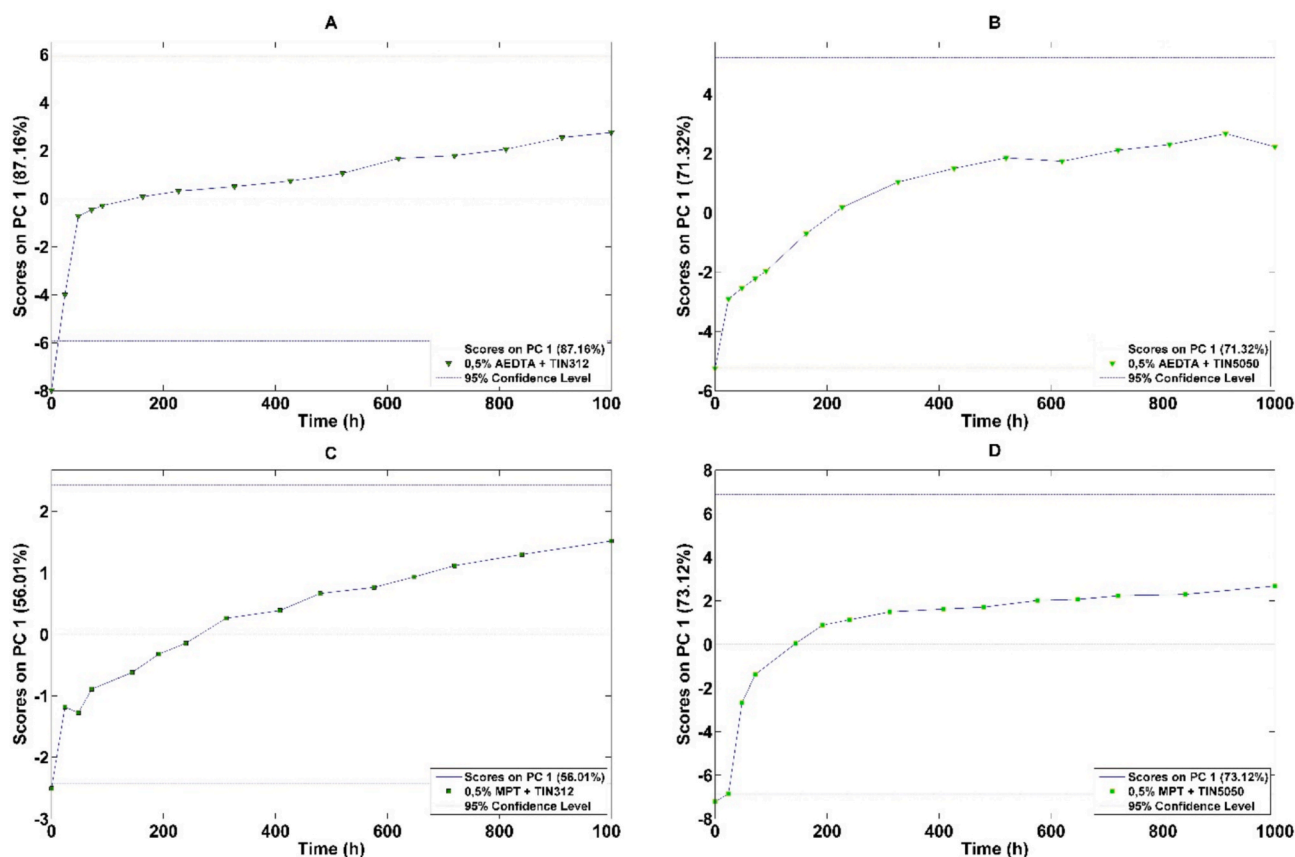 A
Scores on PC 1 (87.16%)
6
4
2
0
-2
-4
-6
-8
0 200 400 600 800 100
Time (h)
Scores on PC 1 (87.16%)
0,5% AEDTA + TIN312
95% Confidence Level
B
Scores on PC 1 (71.32%)
4
2
0
-2
-4
-6
0 200 400 600 800 1000
Time (h)
Scores on PC 1 (71.32%)
0,5% AEDTA + TIN5050
95% Confidence Level
C
Scores on PC 1 (56.01%)
2
1
0
-1
-2
-3
0 200 400 600 800 100
Time (h)
Scores on PC 1 (56.01%)
0,5% MPT + TIN312
95% Confidence Level
D
Scores on PC 1 (73.12%)
8
6
4
2
0
-2
-4
-6
-8
0 200 400 600 800 1000
Time (h)
Scores on PC 1 (73.12%)
0,5% MPT + TIN5050
95% Confidence Level